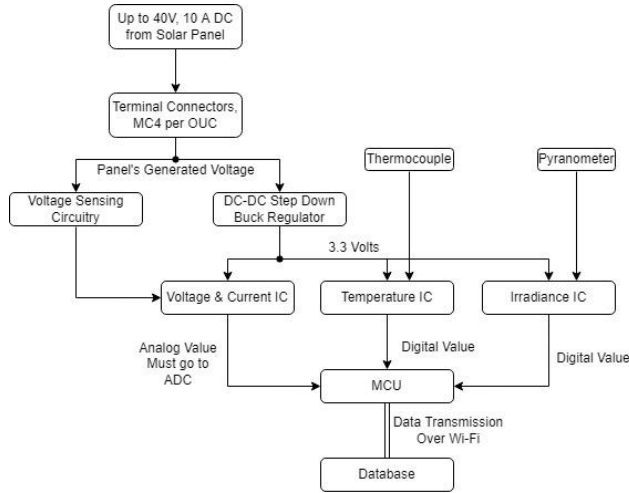 Up to 40V, 10 A DC
from Solar Panel
Terminal Connectors,
MC4 per OUC
Panel's Generated Voltage
Thermocouple
Pyranometer
Voltage Sensing
Circuitry
DC-DC Step Down
Buck Regulator
3.3 Volts
Voltage & Current IC
Temperature IC
Irradiance IC
Analog Value
Must go to
ADC
Digital Value
Digital Value
MCU
Data Transmission
Over Wi-Fi
Database